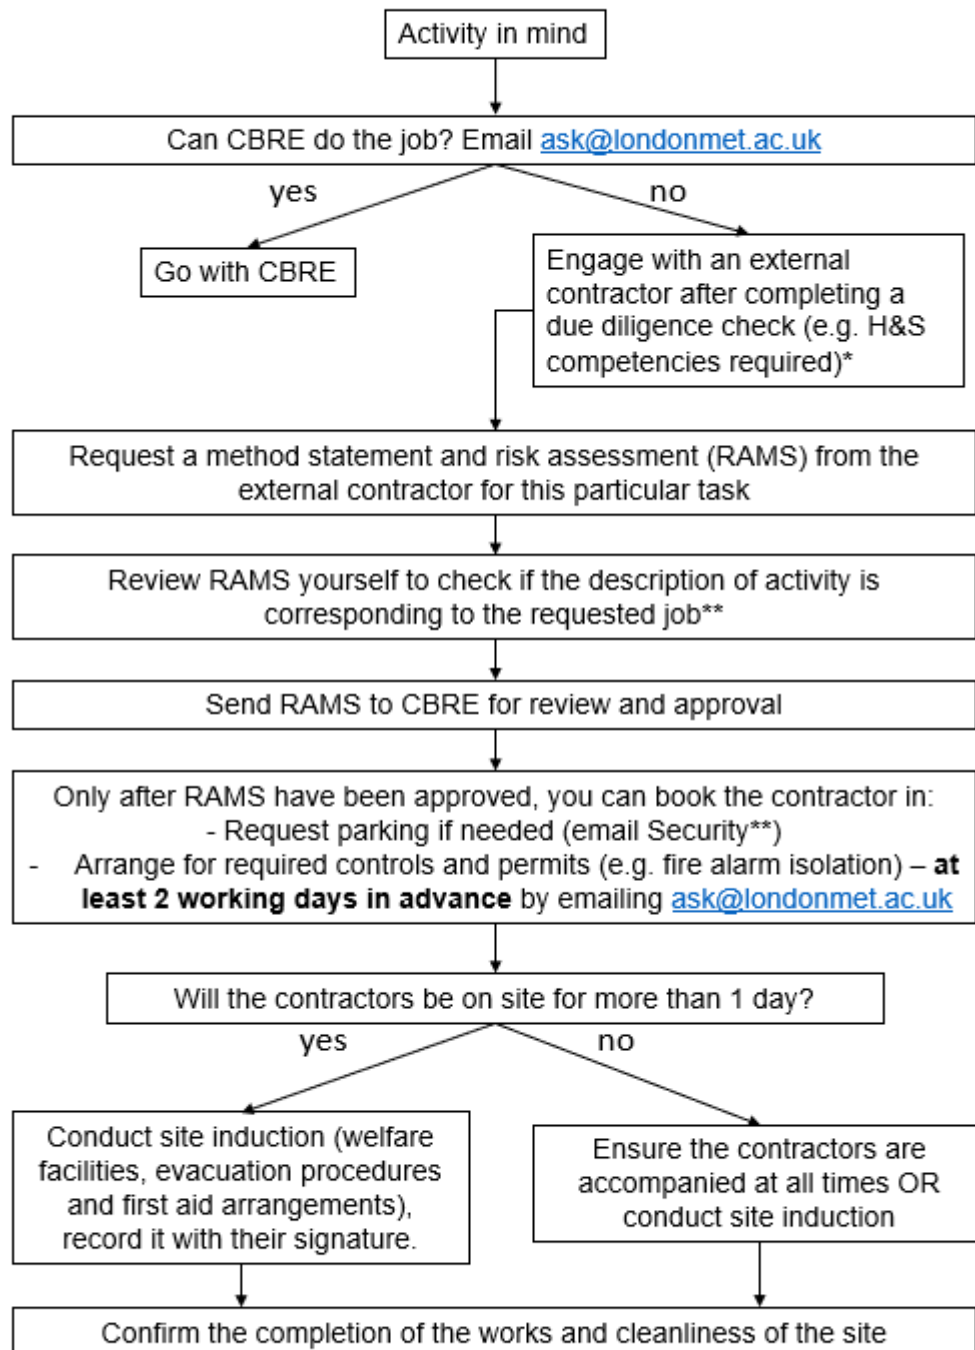 Activity in mind
Can CBRE do the job? Email ask@londonmet.ac.uk
yes
no
Go with CBRE
Engage with an external
contractor after completing a
due diligence check (e.g. H&S
competencies required)*
Request a method statement and risk assessment (RAMS) from the
external contractor for this particular task
Review RAMS yourself to check if the description of activity is
corresponding to the requested job**
Send RAMS to CBRE for review and approval
Only after RAMS have been approved, you can book the contractor in:
- Request parking if needed (email Security**)
- Arrange for required controls and permits (e.g. fire alarm isolation) – at
least 2 working days in advance by emailing ask@londonmet.ac.uk
Will the contractors be on site for more than 1 day?
yes
no
Conduct site induction (welfare
facilities, evacuation procedures
and first aid arrangements),
record it with their signature.
Ensure the contractors are
accompanied at all times OR
conduct site induction
Confirm the completion of the works and cleanliness of the site